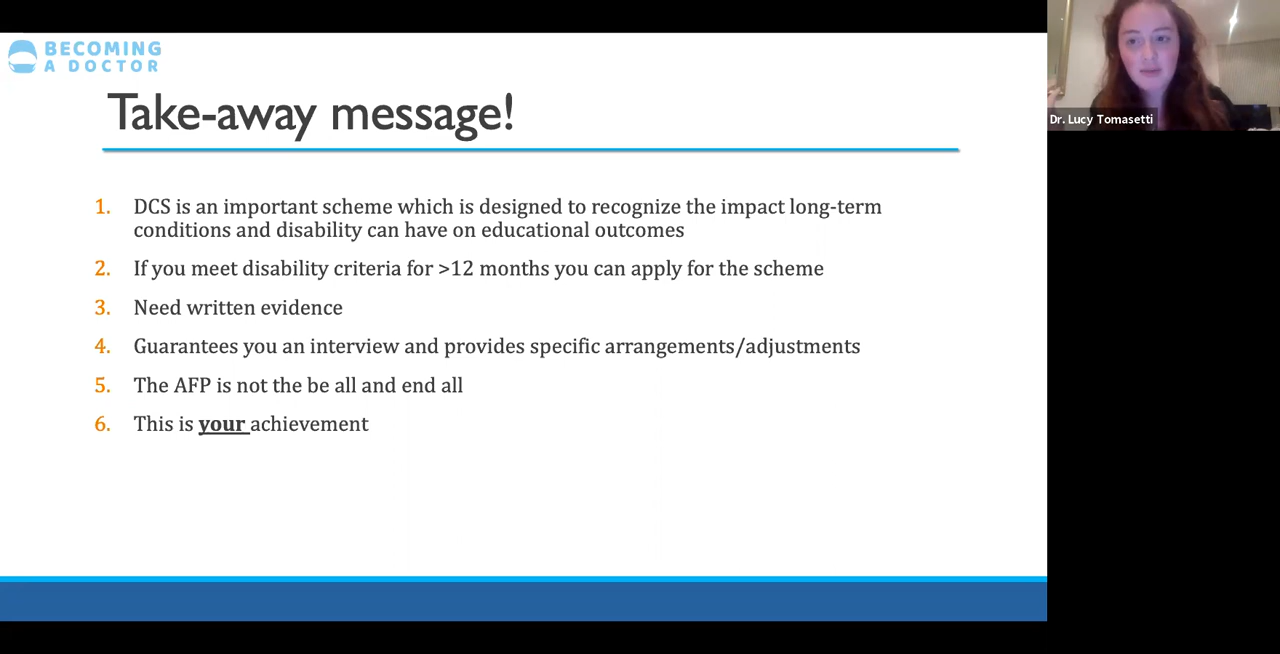 BECOMING
A DOCTOR
Take-away message!
Dr. Lucy Tomasetti
1. DCS is an important scheme which is designed to recognize the impact long-term
conditions and disability can have on educational outcomes
2. If you meet disability criteria for >12 months you can apply for the scheme
3. Need written evidence
4. Guarantees you an interview and provides specific arrangements/adjustments
5. The AFP is not the be all and end all
6. This is your achievement